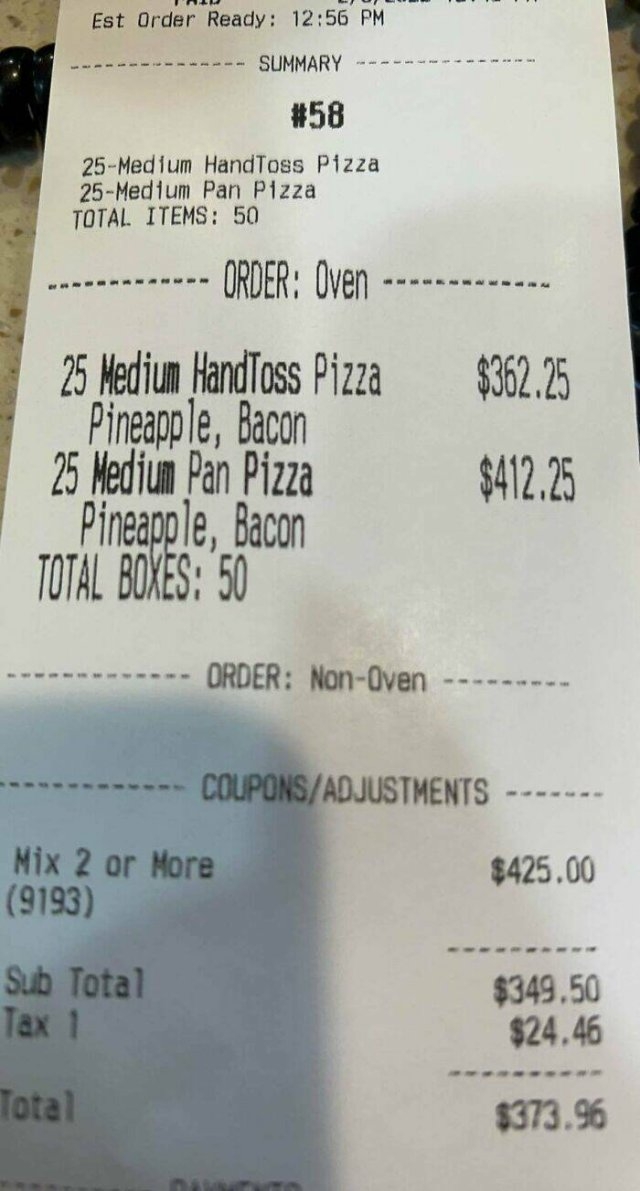 PAID
Est Order Ready: 12:56 PM
SUMMARY
#58
25-Medium HandToss Pizza
25-Medium Pan Pizza
TOTAL ITEMS: 50
ORDER: Oven
25 Medium HandToss Pizza $362.25
Pineapple, Bacon
25 Medium Pan Pizza $412.25
Pineapple, Bacon
TOTAL BOXES: 50
ORDER: Non-Oven
COUPONS/ADJUSTMENTS
Mix 2 or More $425.00
(9193)
Sub Total $349.50
Tax 1 $24.46
Total $373.96
PAYMENTS